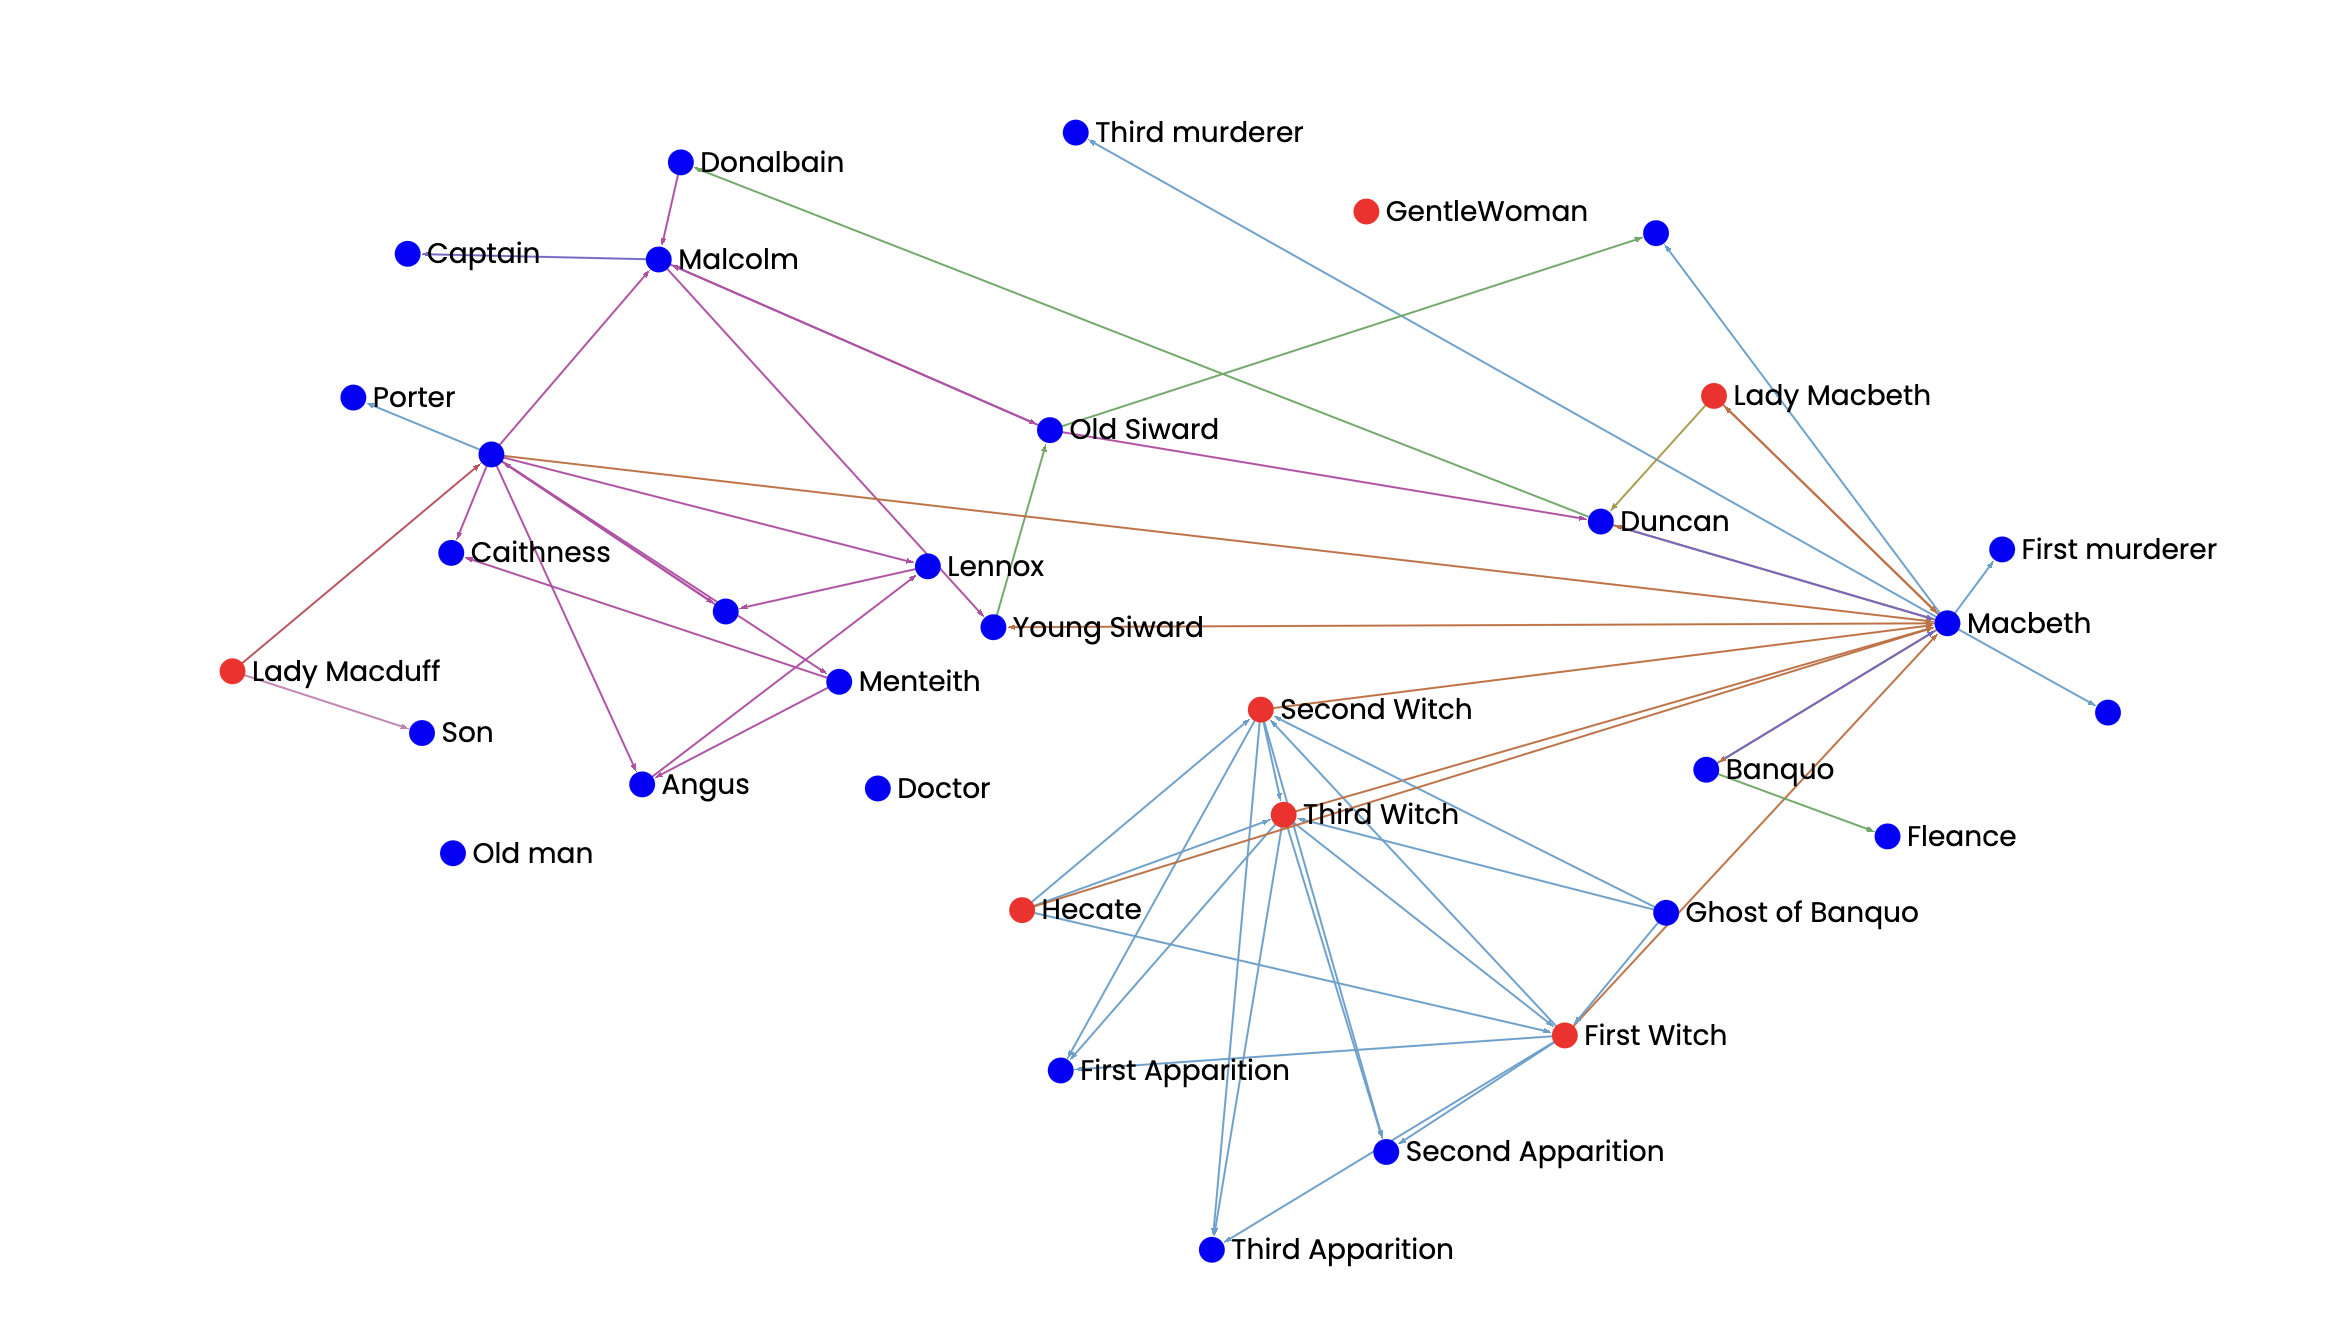 Third murderer
Donalbain
GentleWoman
Captain
Malcolm
Porter
Lady Macbeth
Old Siward
Duncan
First murderer
Caithness
Lennox
Young Siward
Macbeth
Lady Macduff
Menteith
Second Witch
Son
Banquo
Angus
Doctor
Third Witch
Fleance
Old man
Hecate
Ghost of Banquo
First Witch
First Apparition
Second Apparition
Third Apparition